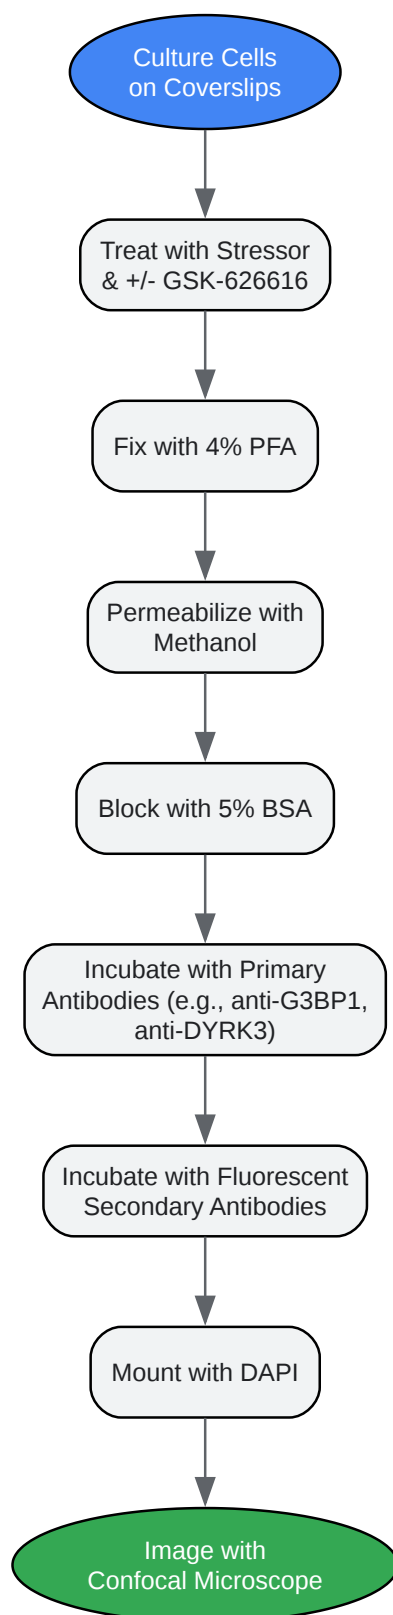 Culture Cells
on Coverslips
Treat with Stressor
& +/- GSK-626616
Fix with 4% PFA
Permeabilize with
Methanol
Block with 5% BSA
Incubate with Primary
Antibodies (e.g., anti-G3BP1,
anti-DYRK3)
Incubate with Fluorescent
Secondary Antibodies
Mount with DAPI
Image with
Confocal Microscope